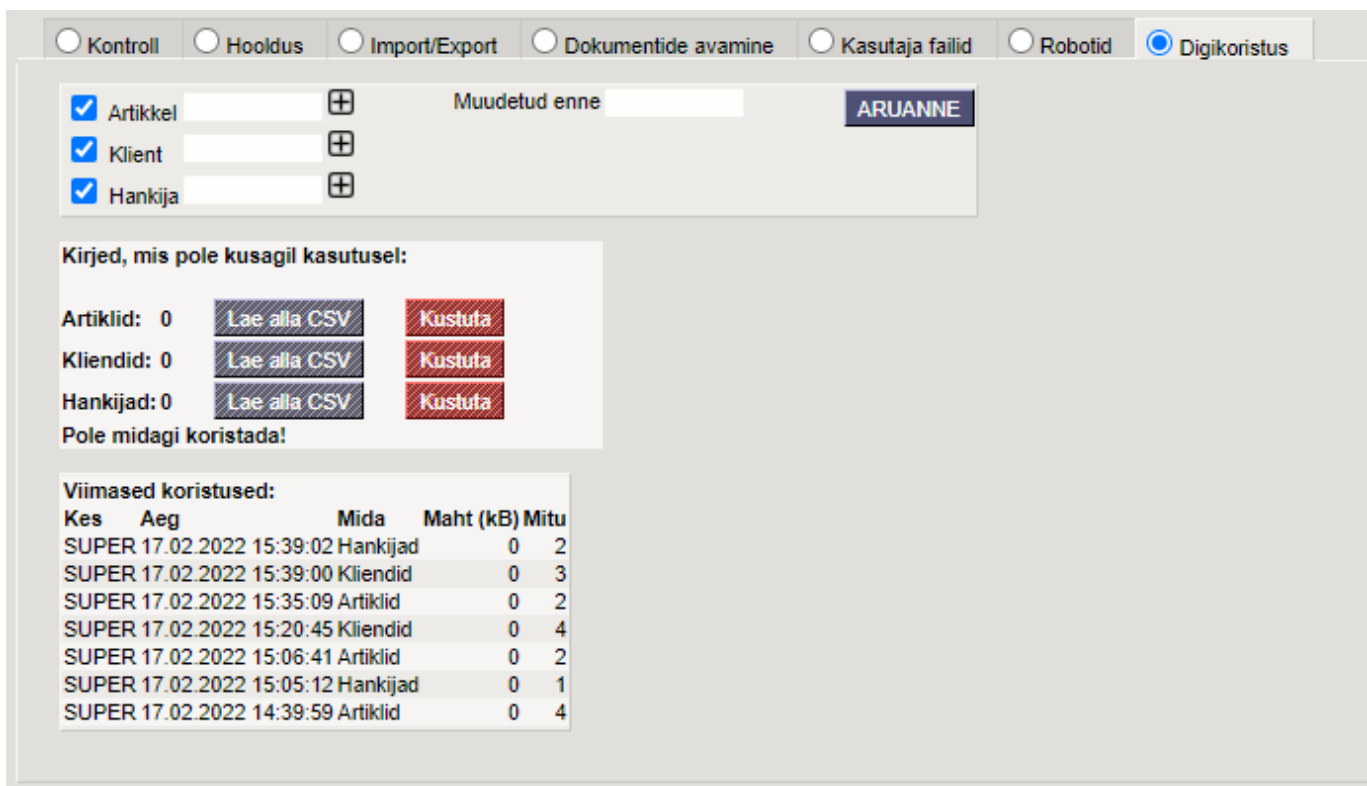 Kontroll Hooldus Import/Export Dokumentide avamine Kasutaja failid Robotid Digikoristus
Artikkel Muudetud enne ARUANNE
Klient
Hankija
Kirjed, mis pole kusagil kasutusel:
Artiklid: 0 Lae alla CSV Kustuta
Kliendid: 0 Lae alla CSV Kustuta
Hankijad: 0 Lae alla CSV Kustuta
Pole midagi koristada!
Viimased koristused:
Kes Aeg Mida Maht (kB) Mitu
SUPER 17.02.2022 15:39:02 Hankijad 0 2
SUPER 17.02.2022 15:39:00 Kliendid 0 3
SUPER 17.02.2022 15:35:09 Artiklid 0 2
SUPER 17.02.2022 15:20:45 Kliendid 0 4
SUPER 17.02.2022 15:06:41 Artiklid 0 2
SUPER 17.02.2022 15:05:12 Hankijad 0 1
SUPER 17.02.2022 14:39:59 Artiklid 0 4